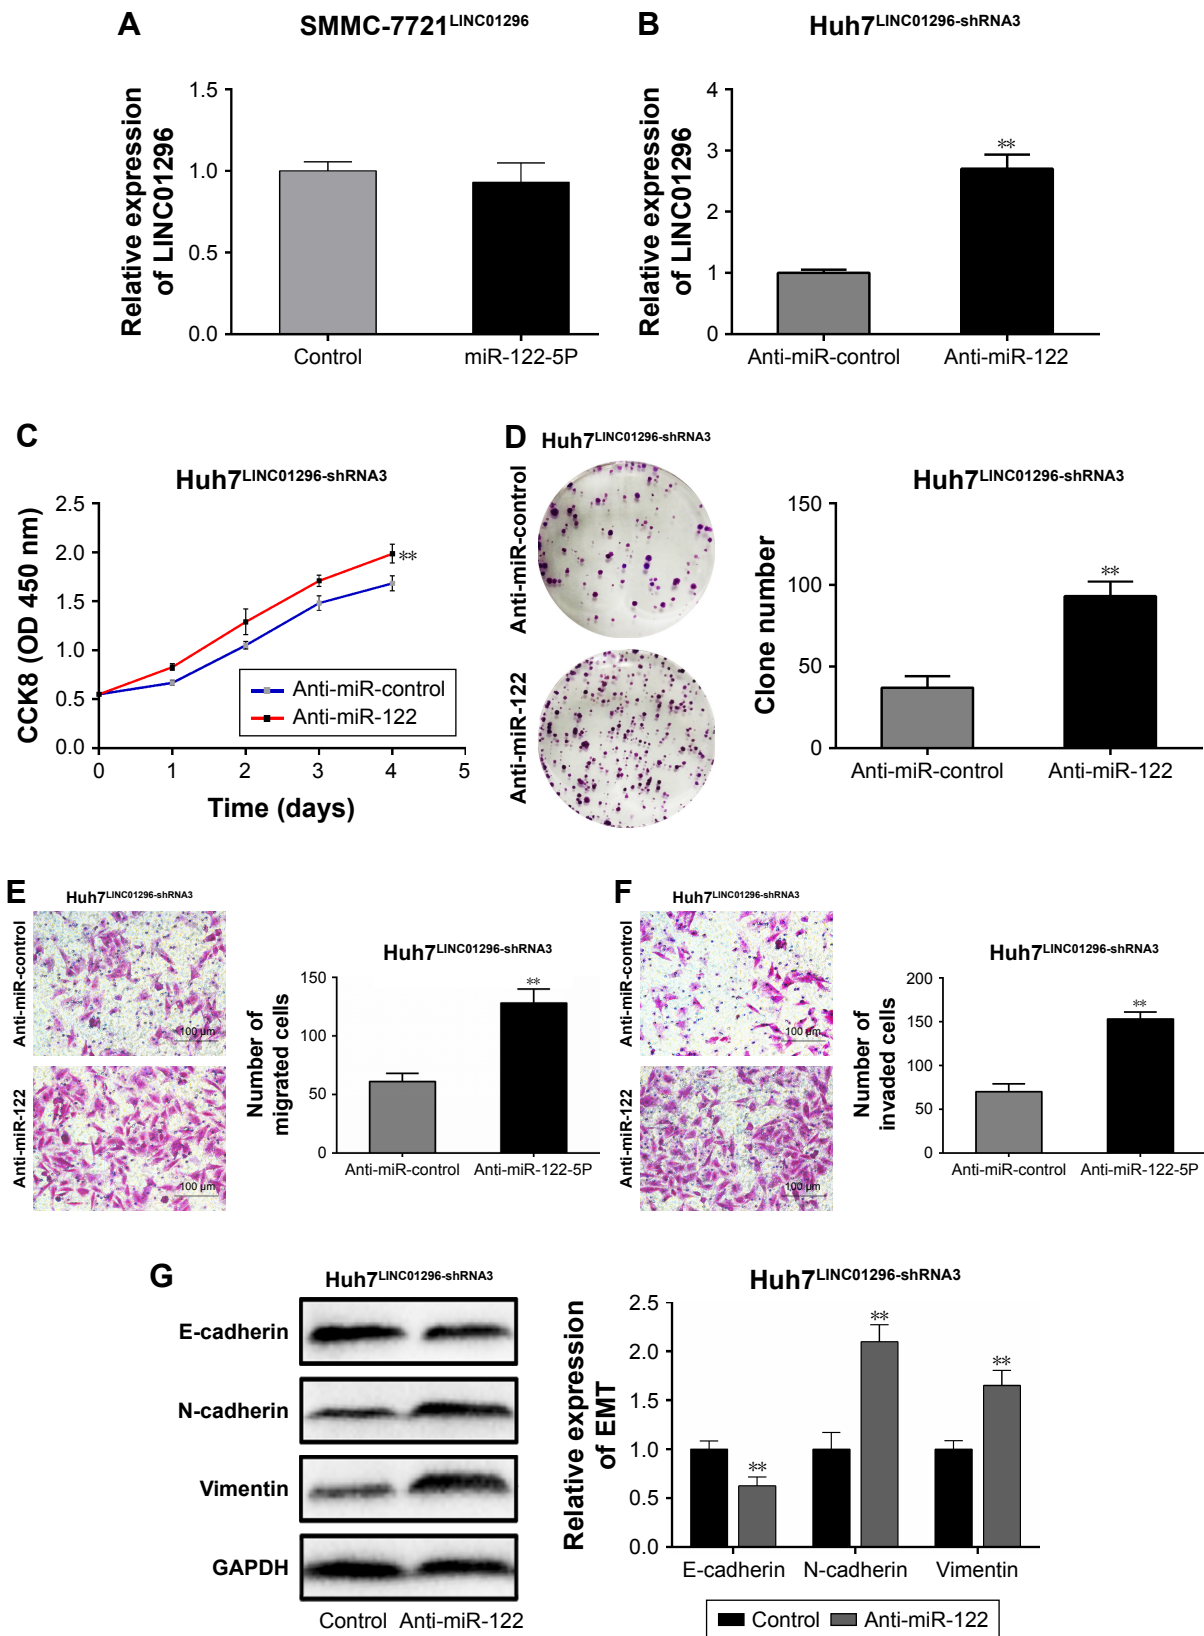 A
SMMC-7721LINC01296
Relative expression
of LINC01296
1.5
1.0
0.5
0.0
Control
miR-122-5P
B
Huh7LINC01296-shRNA3
Relative expression
of LINC01296
4
3
2
1
0
**
Anti-miR-control
Anti-miR-122
C
Huh7LINC01296-shRNA3
CCK8 (OD 450 nm)
2.5
2.0
1.5
1.0
0.5
0.0
**
Anti-miR-control
Anti-miR-122
0 1 2 3 4 5
Time (days)
D
Huh7LINC01296-shRNA3
Anti-miR-control
Anti-miR-122
Huh7LINC01296-shRNA3
Clone number
150
100
50
0
**
Anti-miR-control
Anti-miR-122
E
Huh7LINC01296-shRNA3
Anti-miR-control
100 µm
Anti-miR-122
100 µm
Huh7LINC01296-shRNA3
Number of
migrated cells
150
100
50
0
**
Anti-miR-control
Anti-miR-122-5P
F
Huh7LINC01296-shRNA3
Anti-miR-control
100 µm
Anti-miR-122
100 µm
Huh7LINC01296-shRNA3
Number of
invaded cells
200
150
100
50
0
**
Anti-miR-control
Anti-miR-122-5P
G
Huh7LINC01296-shRNA3
E-cadherin
N-cadherin
Vimentin
GAPDH
Control
Anti-miR-122
Huh7LINC01296-shRNA3
Relative expression
of EMT
2.5
2.0
1.5
1.0
0.5
0.0
**
**
**
E-cadherin
N-cadherin
Vimentin
Control
Anti-miR-122